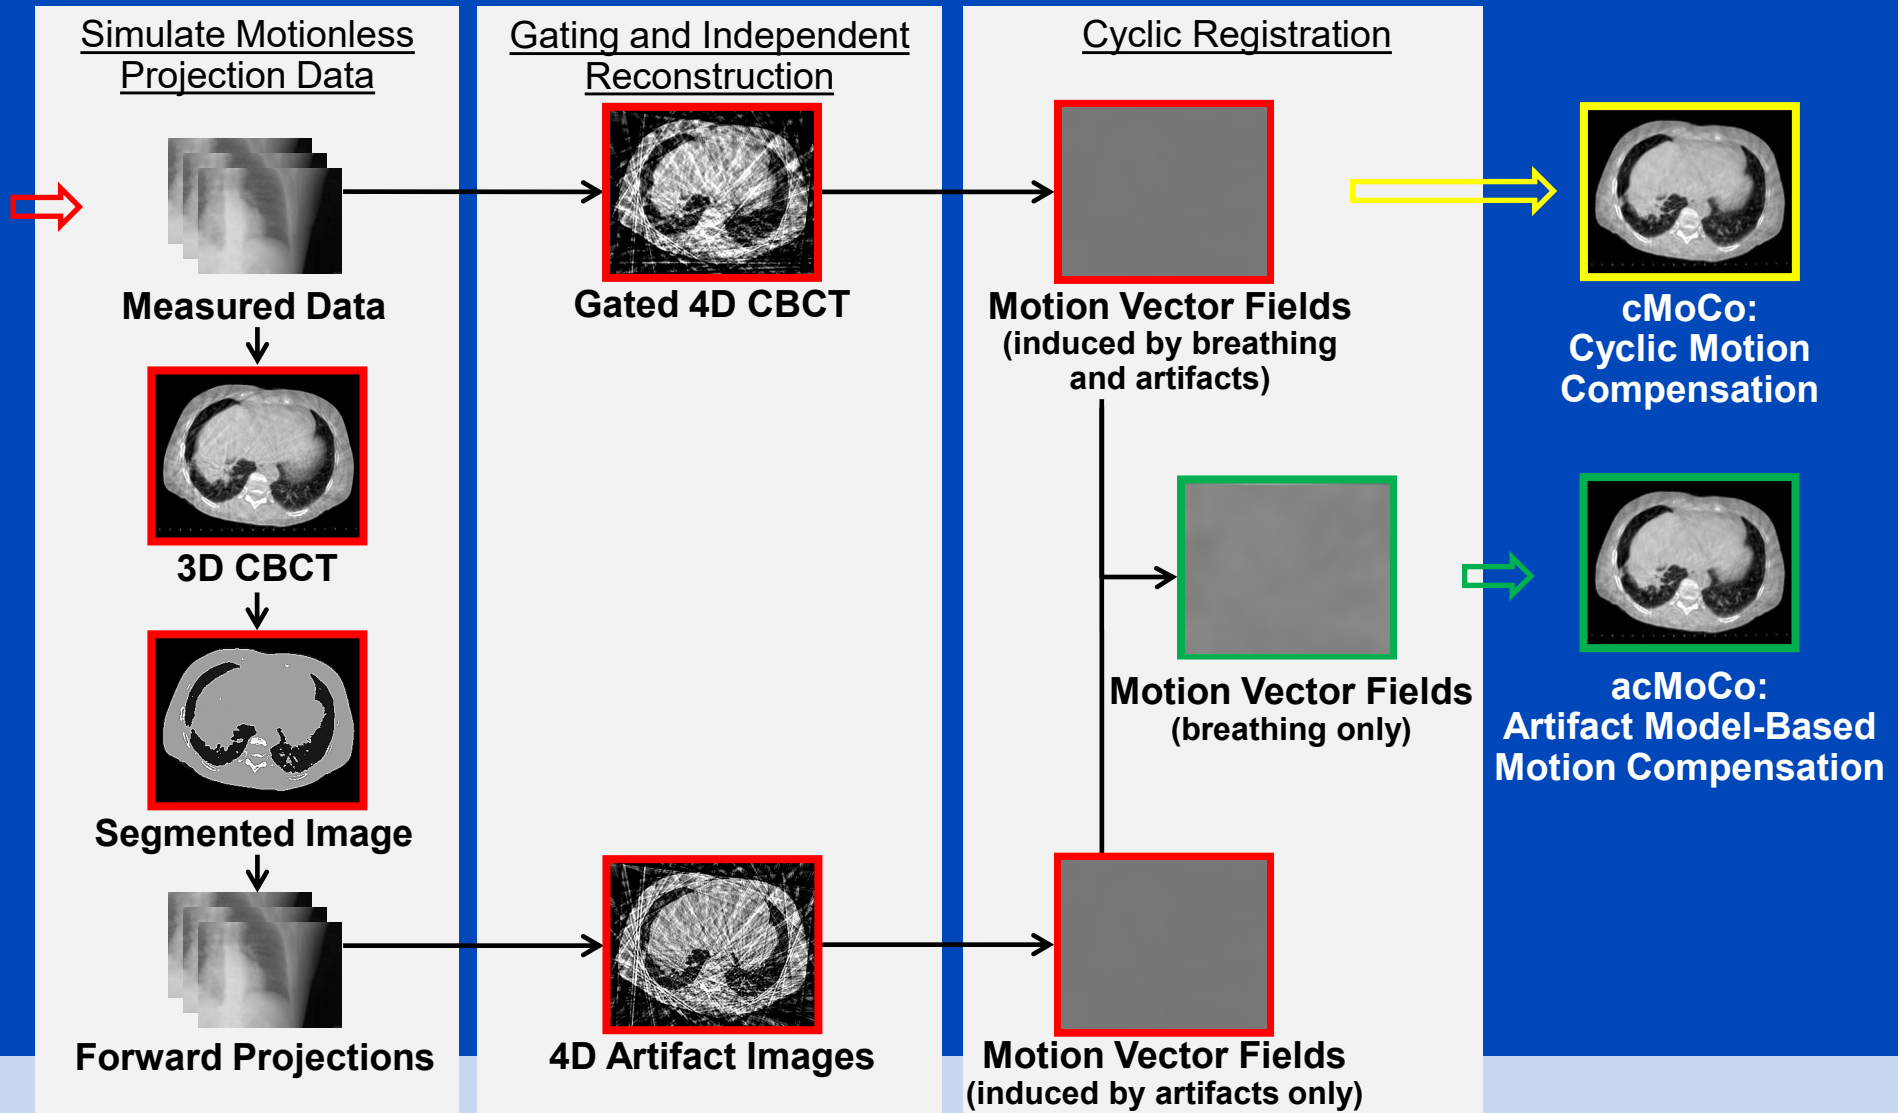 Simulate Motionless
Projection Data
Measured Data
3D CBCT
Segmented Image
Forward Projections
Gating and Independent
Reconstruction
Gated 4D CBCT
4D Artifact Images
Cyclic Registration
Motion Vector Fields
(induced by breathing
and artifacts)
Motion Vector Fields
(breathing only)
Motion Vector Fields
(induced by artifacts only)
cMoCo:
Cyclic Motion
Compensation
acMoCo:
Artifact Model-Based
Motion Compensation